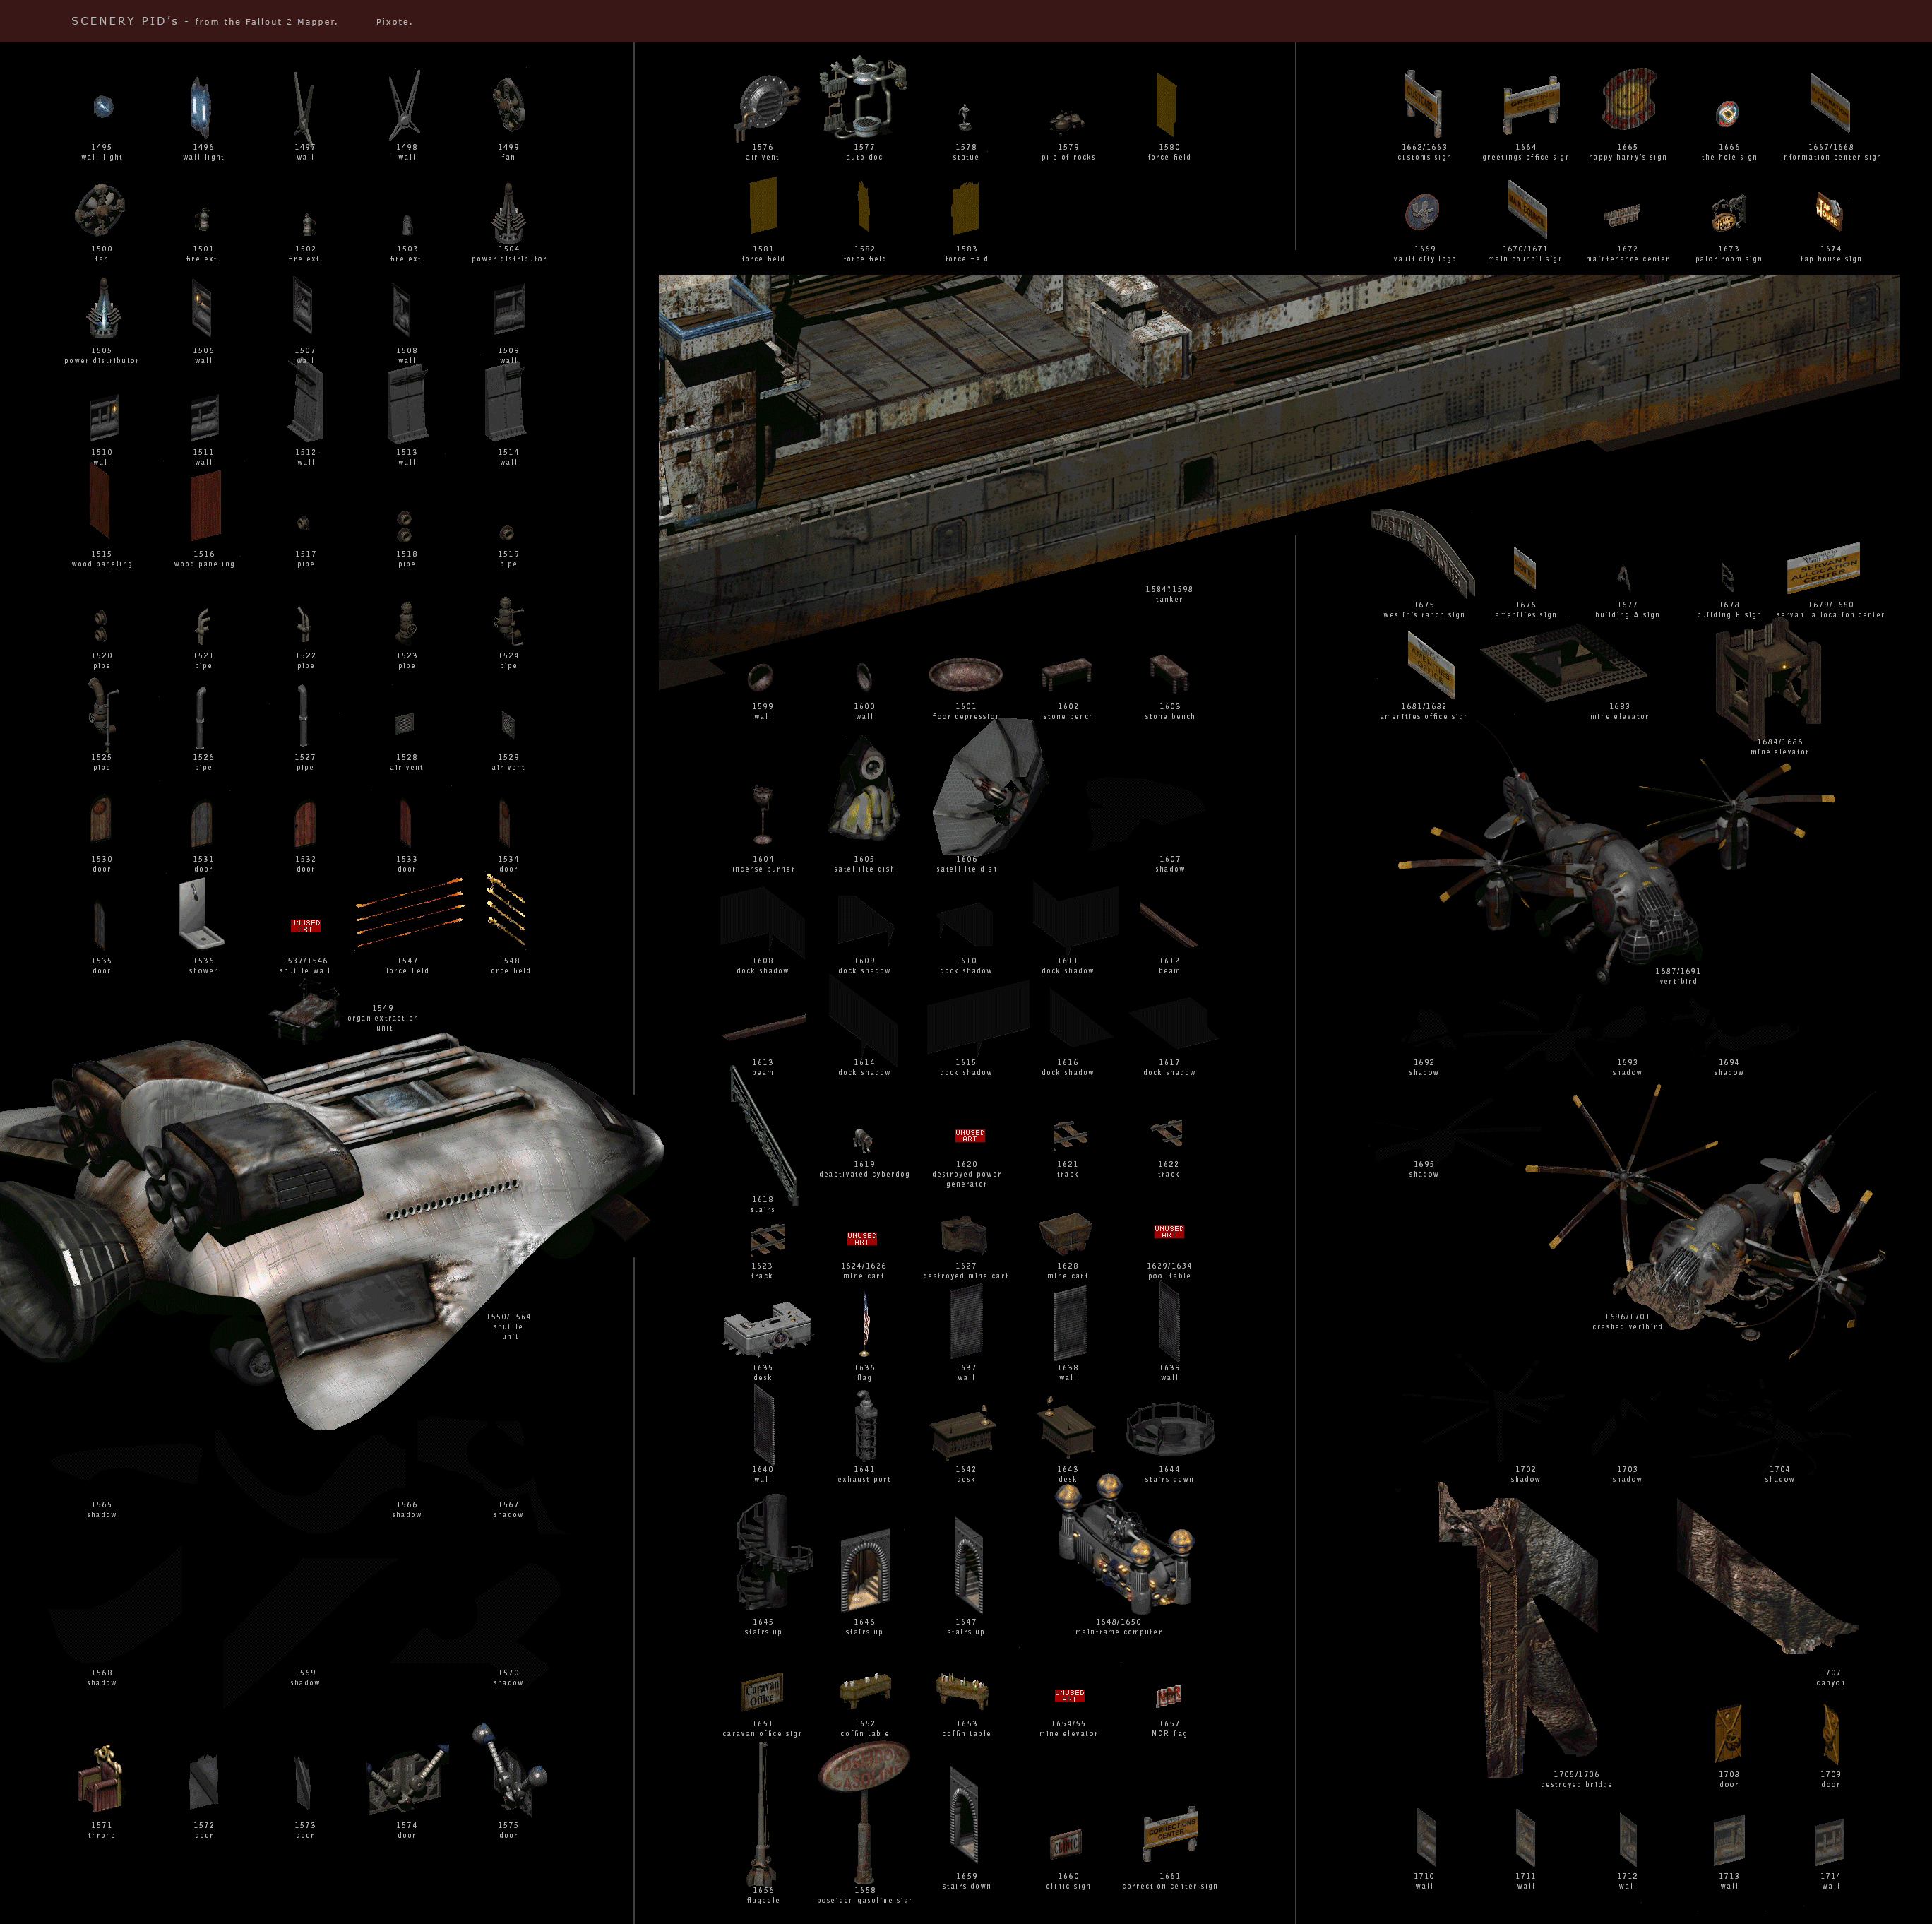 SCENERY PID's - from the Fallout 2 Mapper. Pixote.
1495 1496 1497 1498 1499
wall light wall light wall wall fan
1500 1501 1502 1503 1504
fan fire ext. fire ext. fire ext. power distributor
1505 1506 1507 1508 1509
power distributor wall wall wall wall
1510 1511 1512 1513 1514
wall wall wall wall wall
1515 1516 1517 1518 1519
wood paneling wood paneling pipe pipe pipe
1520 1521 1522 1523 1524
pipe pipe pipe pipe pipe
1525 1526 1527 1528 1529
pipe pipe pipe air vent air vent
1530 1531 1532 1533 1534
door door door door door
UNUSED
ART
1535 1536 1537/1546 1547 1548
door shower shuttle wall force field force field
1549
organ extraction
unit
1550/1564
shuttle
unit
1565 1566 1567
shadow shadow shadow
1568 1569 1570
shadow shadow shadow
1571 1572 1573 1574 1575
throne door door door door
1576 1577 1578 1579 1580
air vent auto-doc statue pile of rocks force field
1581 1582 1583
force field force field force field
1584?1598
tanker
1599 1600 1601 1602 1603
wall wall floor depression stone bench stone bench
1604 1605 1606 1607
incense burner satellite dish satellite dish shadow
1608 1609 1610 1611 1612
dock shadow dock shadow dock shadow dock shadow beam
1613 1614 1615 1616 1617
beam dock shadow dock shadow dock shadow dock shadow
UNUSED
ART
1618
stairs
1619 1620 1621 1622
deactivated cyberdog destroyed power track track
generator
UNUSED
ART
UNUSED
ART
1623 1624/1626 1627 1628 1629/1634
track mine cart destroyed mine cart mine cart pool table
1635 1636 1637 1638 1639
desk flag wall wall wall
1640 1641 1642 1643 1644
wall exhaust port desk desk stairs down
1645 1646 1647 1648/1650
stairs up stairs up stairs up mainframe computer
Caravan
Office
UNUSED
ART
NCR
1651 1652 1653 1654/55 1657
caravan office sign coffin table coffin table mine elevator NCR flag
POSEIDON
GASOLINE
CLINIC
CORRECTIONS
CENTER
1656 1658 1659 1660 1661
flagpole poseidon gasoline sign stairs down clinic sign correction center sign
CUSTOMS
GREETING
OFFICE
1662/1663 1664 1665 1666 1667/1668
customs sign greetings office sign happy harry's sign the hole sign information center sign
MAIN COUNCIL
TAP
HOUSE
1669 1670/1671 1672 1673 1674
vault city logo main council sign maintenance center palor room sign tap house sign
WESTIN'S RANCH
A
B
SERVANT
ALLOCATION
CENTER
1675 1676 1677 1678 1679/1680
westin's ranch sign amenities sign building A sign building B sign servant allocation center
AMENITIES
OFFICE
1681/1682 1683 1684/1686
amenities office sign mine elevator mine elevator
1687/1691
vertibird
1692 1693 1694
shadow shadow shadow
1695
shadow
1696/1701
crashed veribird
1702 1703 1704
shadow shadow shadow
1707
canyon
1705/1706 1708 1709
destroyed bridge door door
1710 1711 1712 1713 1714
wall wall wall wall wall